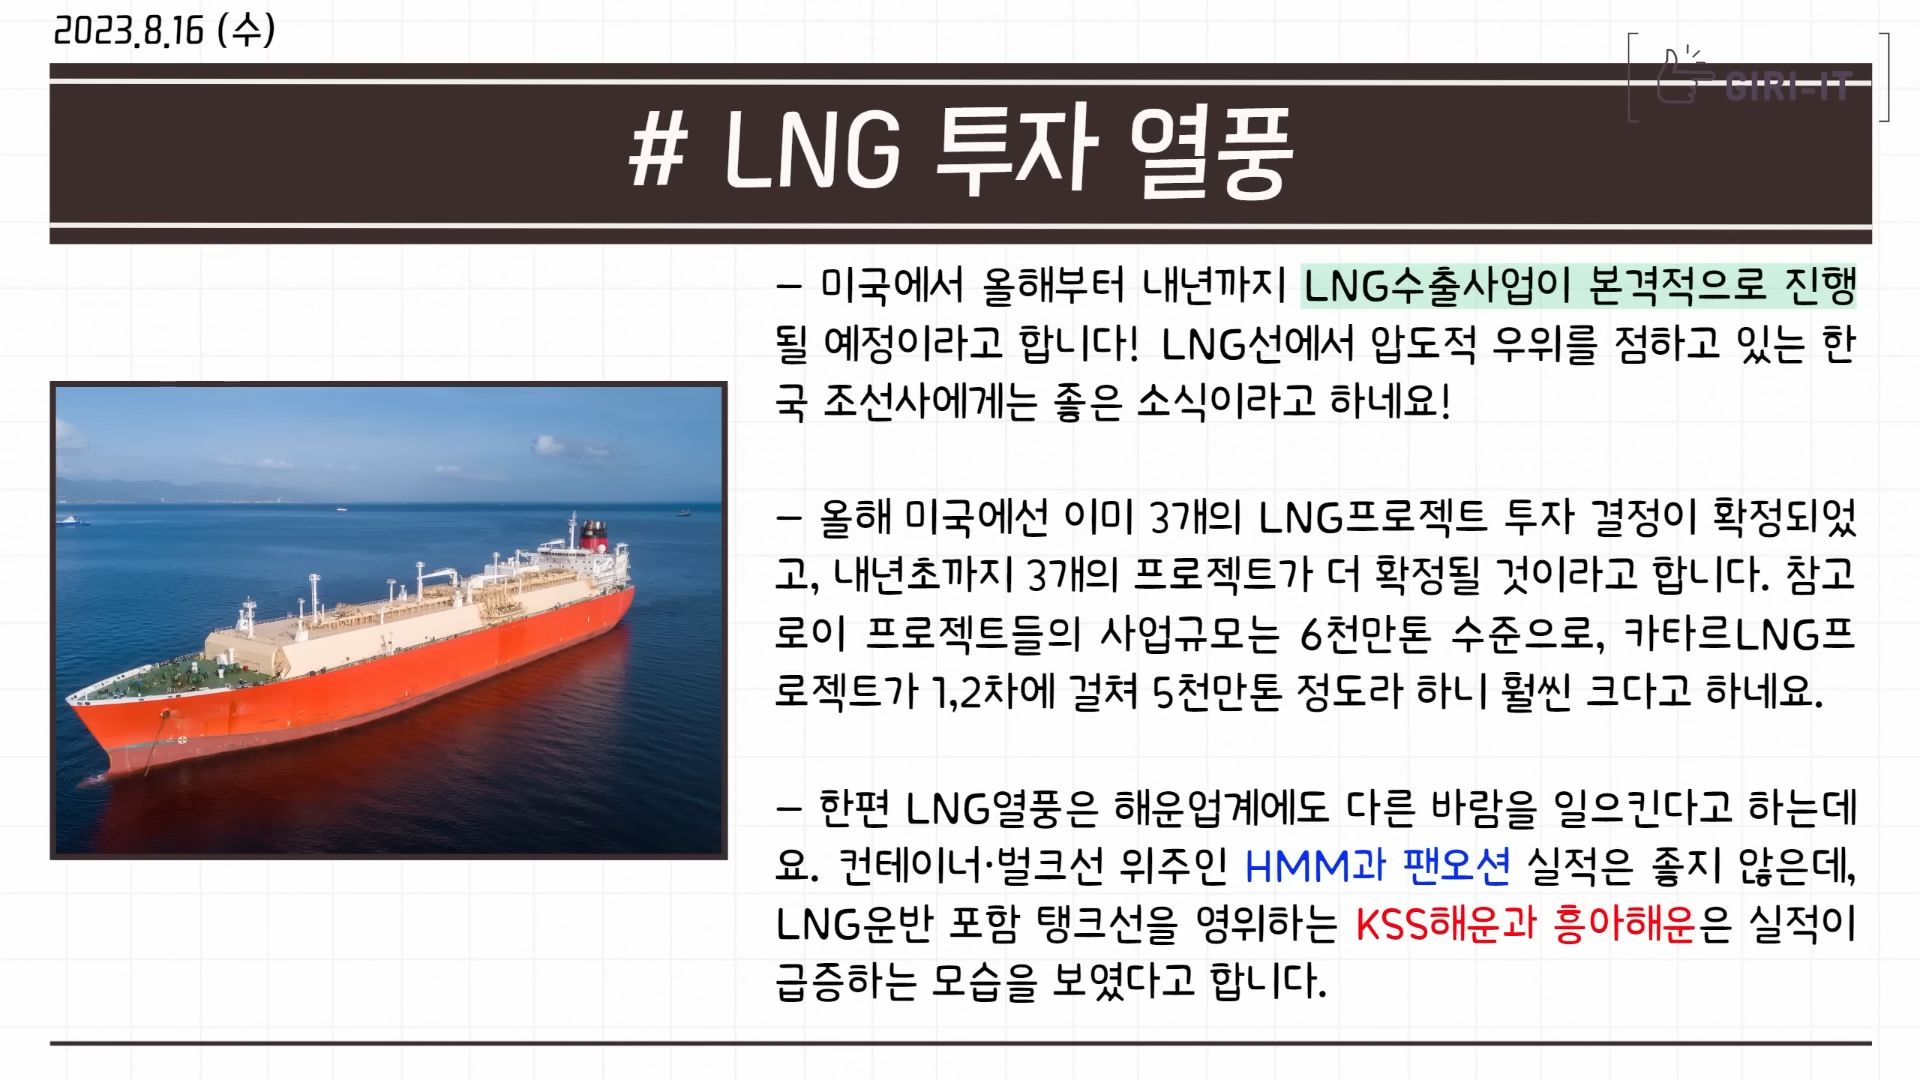 2023.8.16 (수)
GIRI-IT
# LNG 투자 열풍
– 미국에서 올해부터 내년까지 LNG수출사업이 본격적으로 진행
될 예정이라고 합니다! LNG선에서 압도적 우위를 점하고 있는 한
국 조선사에게는 좋은 소식이라고 하네요!
– 올해 미국에선 이미 3개의 LNG프로젝트 투자 결정이 확정되었
고, 내년초까지 3개의 프로젝트가 더 확정될 것이라고 합니다. 참고
로이 프로젝트들의 사업규모는 6천만톤 수준으로, 카타르LNG프
로젝트가 1,2차에 걸쳐 5천만톤 정도라 하니 훨씬 크다고 하네요.
– 한편 LNG열풍은 해운업계에도 다른 바람을 일으킨다고 하는데
요. 컨테이너·벌크선 위주인 HMM과 팬오션 실적은 좋지 않은데,
LNG운반 포함 탱크선을 영위하는 KSS해운과 흥아해운은 실적이
급증하는 모습을 보였다고 합니다.